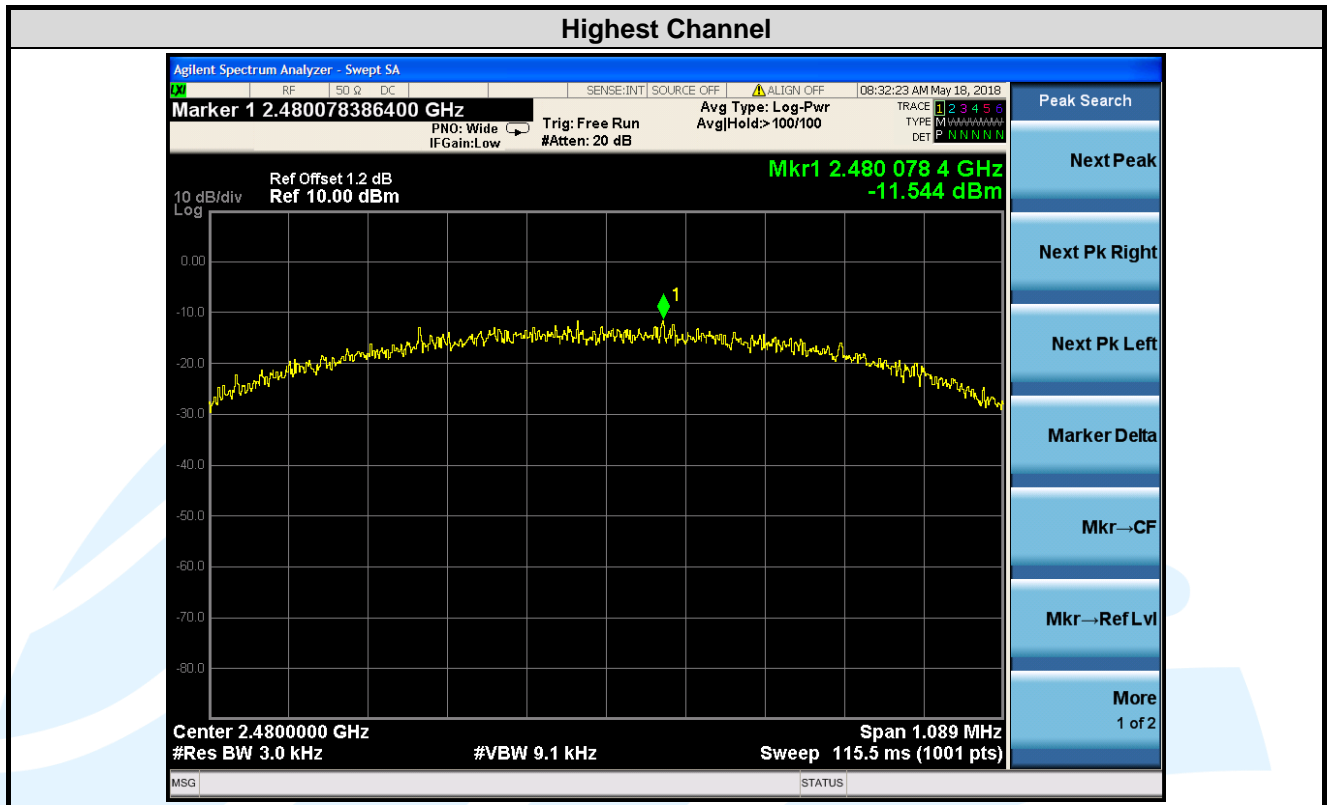 Highest Channel
Agilent Spectrum Analyzer - Swept SA
LXI RF 50 Ω DC SENSE:INT SOURCE OFF ALIGN OFF 08:32:23 AM May 18, 2018
Marker 1 2.480078386400 GHz
PNO: Wide
IFGain:Low
Trig: Free Run
#Atten: 20 dB
Avg Type: Log-Pwr
Avg|Hold:>100/100
TRACE 1 2 3 4 5 6
TYPE M WWWWW
DET P N N N N N
Peak Search
Mkr1 2.480 078 4 GHz
-11.544 dBm
Ref Offset 1.2 dB
10 dB/div Ref 10.00 dBm
Log
0.00
-10.0
-20.0
-30.0
-40.0
-50.0
-60.0
-70.0
-80.0
1
Center 2.4800000 GHz
Span 1.089 MHz
#Res BW 3.0 kHz
#VBW 9.1 kHz
Sweep 115.5 ms (1001 pts)
MSG
STATUS
Next Peak
Next Pk Right
Next Pk Left
Marker Delta
Mkr→CF
Mkr→Ref Lvl
More
1 of 2